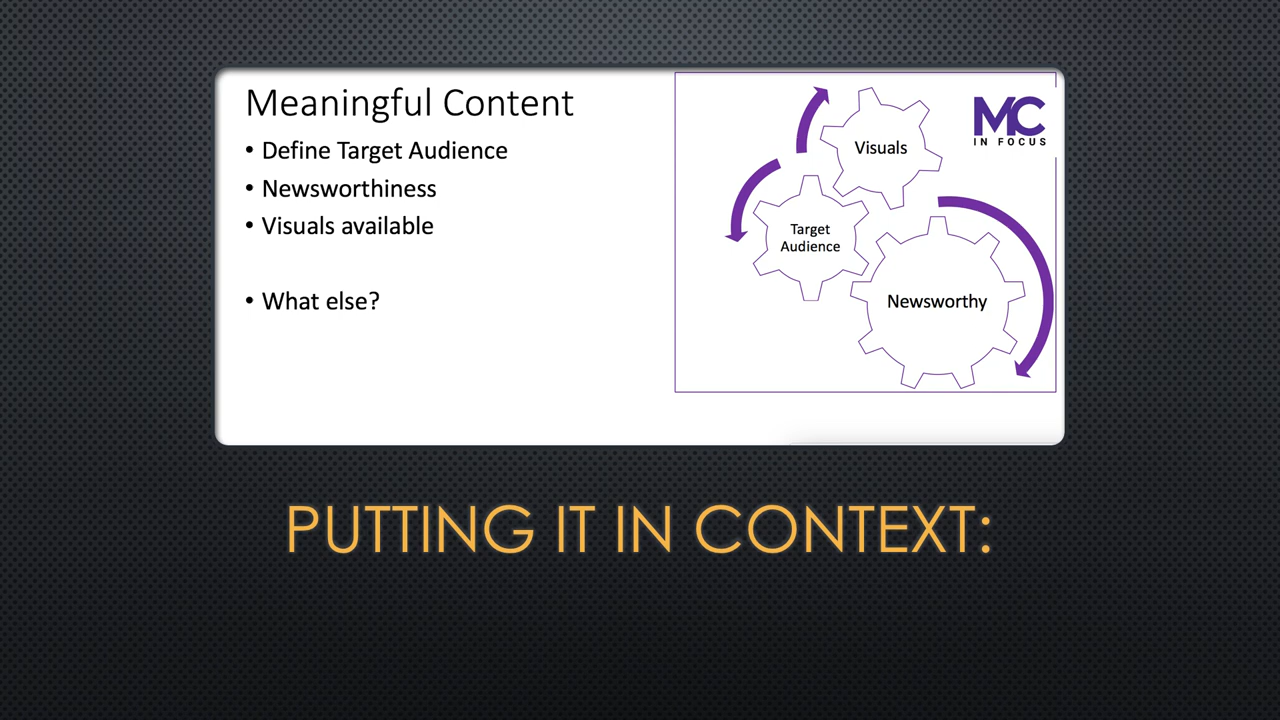 Meaningful Content
• Define Target Audience
• Newsworthiness
• Visuals available
• What else?
Visuals
MC
IN FOCUS
Target
Audience
Newsworthy
PUTTING IT IN CONTEXT: